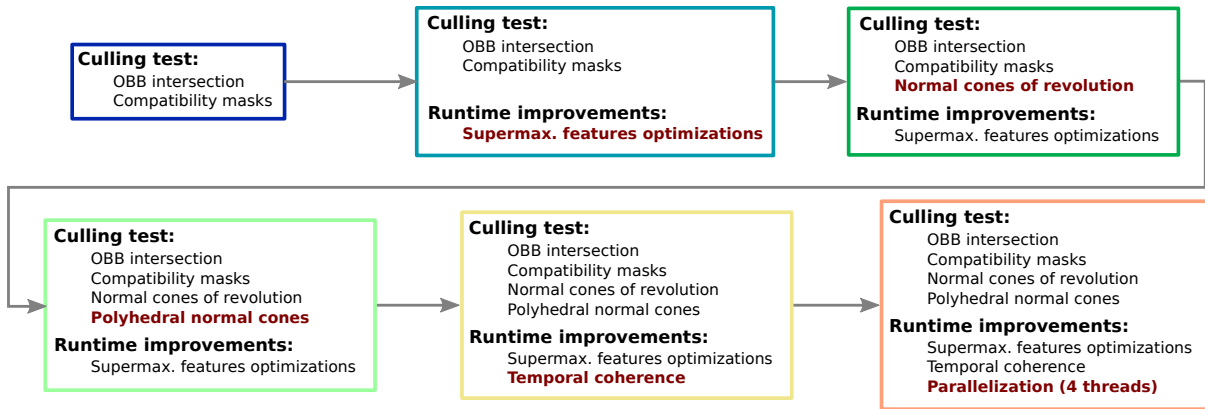 Culling test:
OBB intersection
Compatibility masks
Culling test:
OBB intersection
Compatibility masks
Runtime improvements:
Supermax. features optimizations
Culling test:
OBB intersection
Compatibility masks
Normal cones of revolution
Runtime improvements:
Supermax. features optimizations
Culling test:
OBB intersection
Compatibility masks
Normal cones of revolution
Polyhedral normal cones
Runtime improvements:
Supermax. features optimizations
Culling test:
OBB intersection
Compatibility masks
Normal cones of revolution
Polyhedral normal cones
Runtime improvements:
Supermax. features optimizations
Temporal coherence
Culling test:
OBB intersection
Compatibility masks
Normal cones of revolution
Polyhedral normal cones
Runtime improvements:
Supermax. features optimizations
Temporal coherence
Parallelization (4 threads)